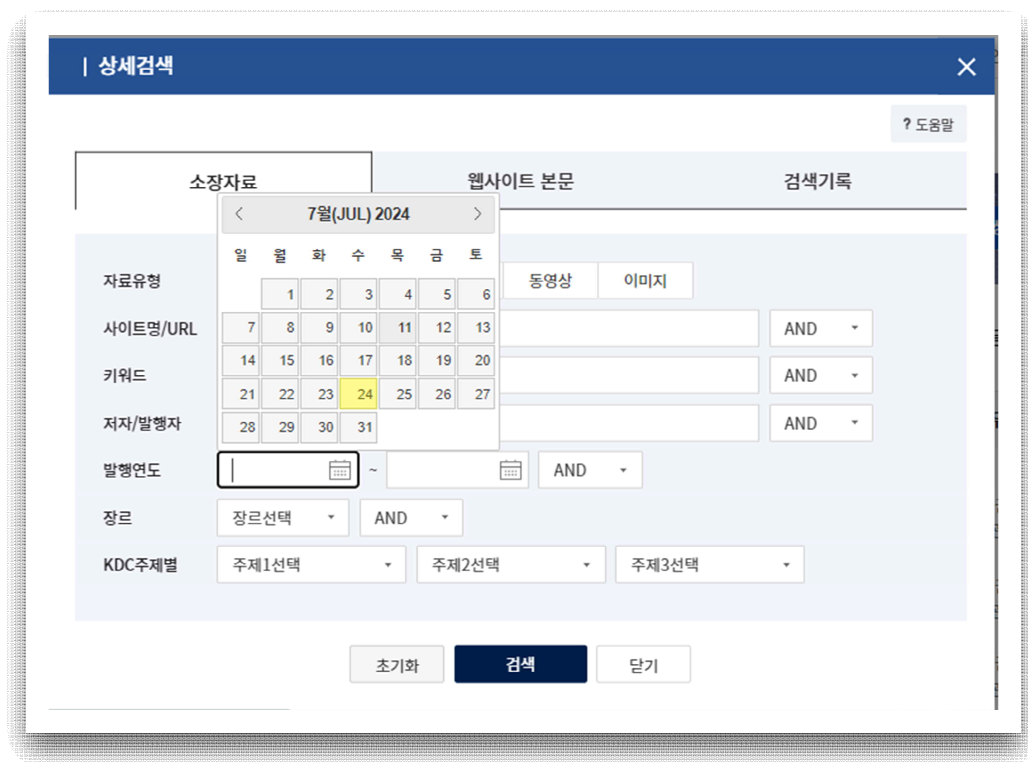 | 상세검색
? 도움말
소장자료 웹사이트 본문 검색기록
7월(JUL) 2024
일 월 화 수 목 금 토
1 2 3 4 5 6
7 8 9 10 11 12 13
14 15 16 17 18 19 20
21 22 23 24 25 26 27
28 29 30 31
자료유형 동영상 이미지
사이트명/URL AND
키워드 AND
저자/발행자 AND
발행연도 ~ AND
장르 장르선택 AND
KDC주제별 주제1선택 주제2선택 주제3선택
초기화 검색 닫기